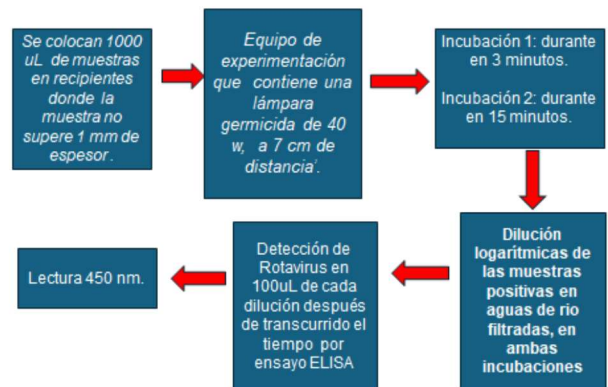 Se colocan 1000
uL de muestras
en recipientes
donde la
muestra no
supere 1 mm de
espesor.
Equipo de
experimentación
que contiene una
lámpara
germicida de 40
w, a 7 cm de
distancia'.
Incubación 1: durante
en 3 minutos.
Incubación 2: durante
en 15 minutos.
Dilución
logarítmicas de
las muestras
positivas en
aguas de rio
filtradas, en
ambas
incubaciones
Detección de
Rotavirus en
100uL de cada
dilución después
de transcurrido el
tiempo por
ensayo ELISA
Lectura 450 nm.